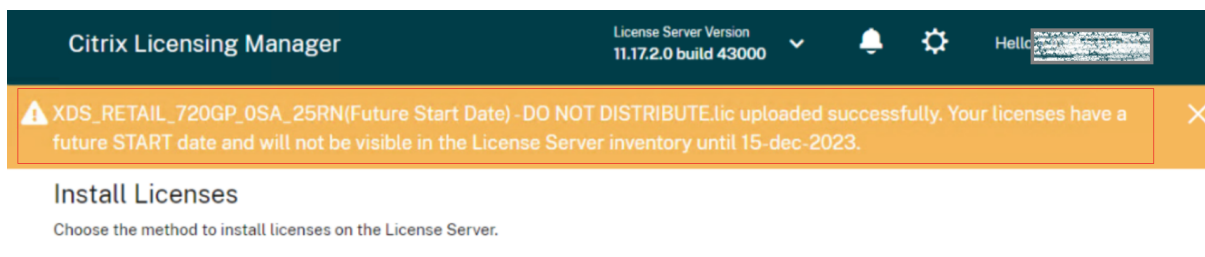 Citrix Licensing Manager
License Server Version
11.17.2.0 build 43000
Hello
XDS_RETAIL_720GP_0SA_25RN(Future Start Date) - DO NOT DISTRIBUTE.lic uploaded successfully. Your licenses have a
future START date and will not be visible in the License Server inventory until 15-dec-2023.
Install Licenses
Choose the method to install licenses on the License Server.